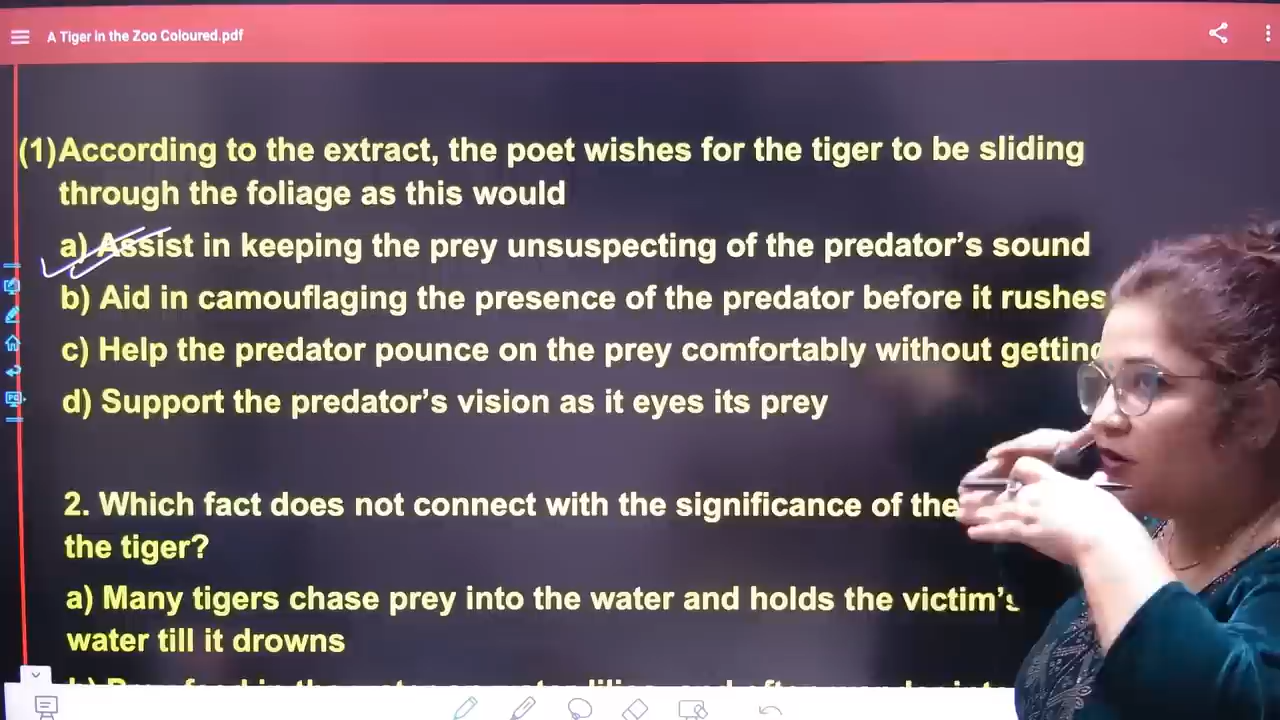 A Tiger in the Zoo Coloured.pdf
(1)According to the extract, the poet wishes for the tiger to be sliding
through the foliage as this would
a) Assist in keeping the prey unsuspecting of the predator's sound
b) Aid in camouflaging the presence of the predator before it rushes
c) Help the predator pounce on the prey comfortably without getting
d) Support the predator's vision as it eyes its prey
2. Which fact does not connect with the significance of the
the tiger?
a) Many tigers chase prey into the water and holds the victim's
water till it drowns